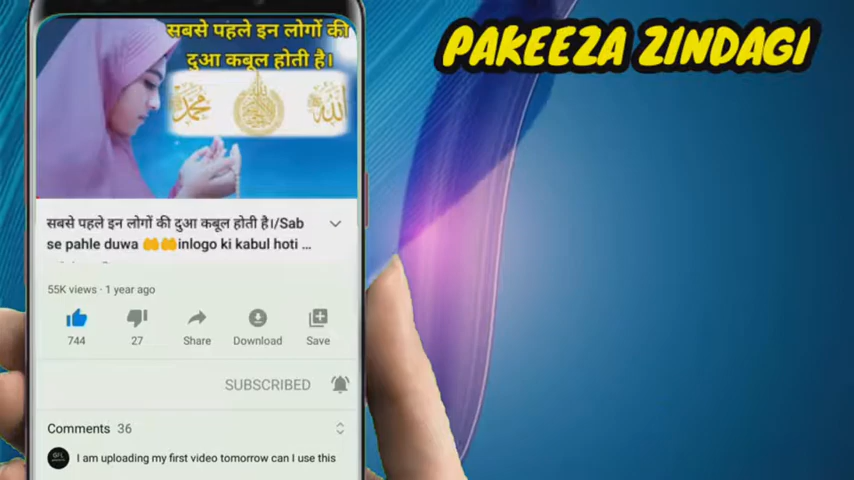 PAKEEZA ZINDAGI
सबसे पहले इन लोगों की
दुआ कबूल होती है।
محمد
الله
सबसे पहले इन लोगों की दुआ कबूल होती है।/Sab
se pahle duwa 🤲🤲inlogo ki kabul hoti ...
55K views · 1 year ago
744
27
Share
Download
Save
SUBSCRIBED
Comments 36
I am uploading my first video tomorrow can I use this